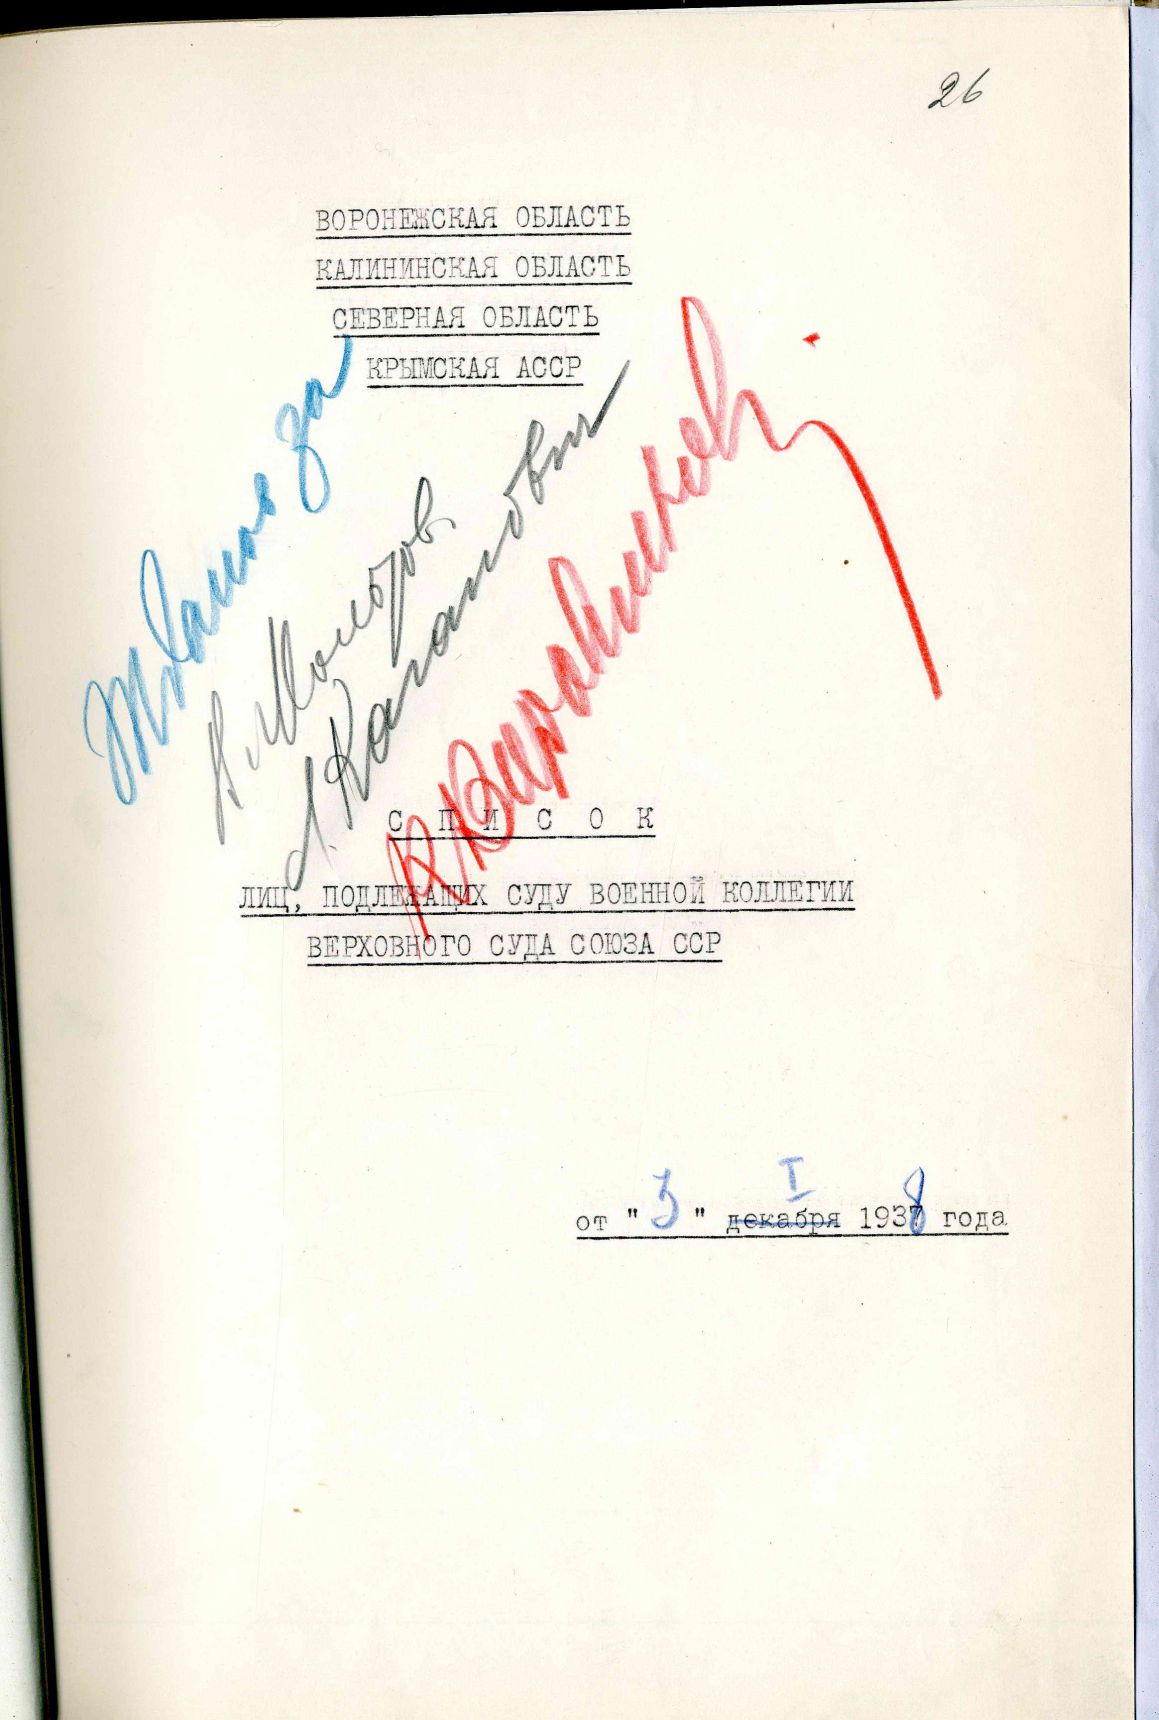 26
ВОРОНЕЖСКАЯ ОБЛАСТЬ
КАЛИНИНСКАЯ ОБЛАСТЬ
СЕВЕРНАЯ ОБЛАСТЬ
КРЫМСКАЯ АССР
Жданов за
В. Молотов.
Л. Каганович
К. Ворошилов
С П И С О К
ЛИЦ, ПОДЛЕЖАЩИХ СУДУ ВОЕННОЙ КОЛЛЕГИИ
ВЕРХОВНОГО СУДА СОЮЗА ССР
I
от "3" декабря 1938 года